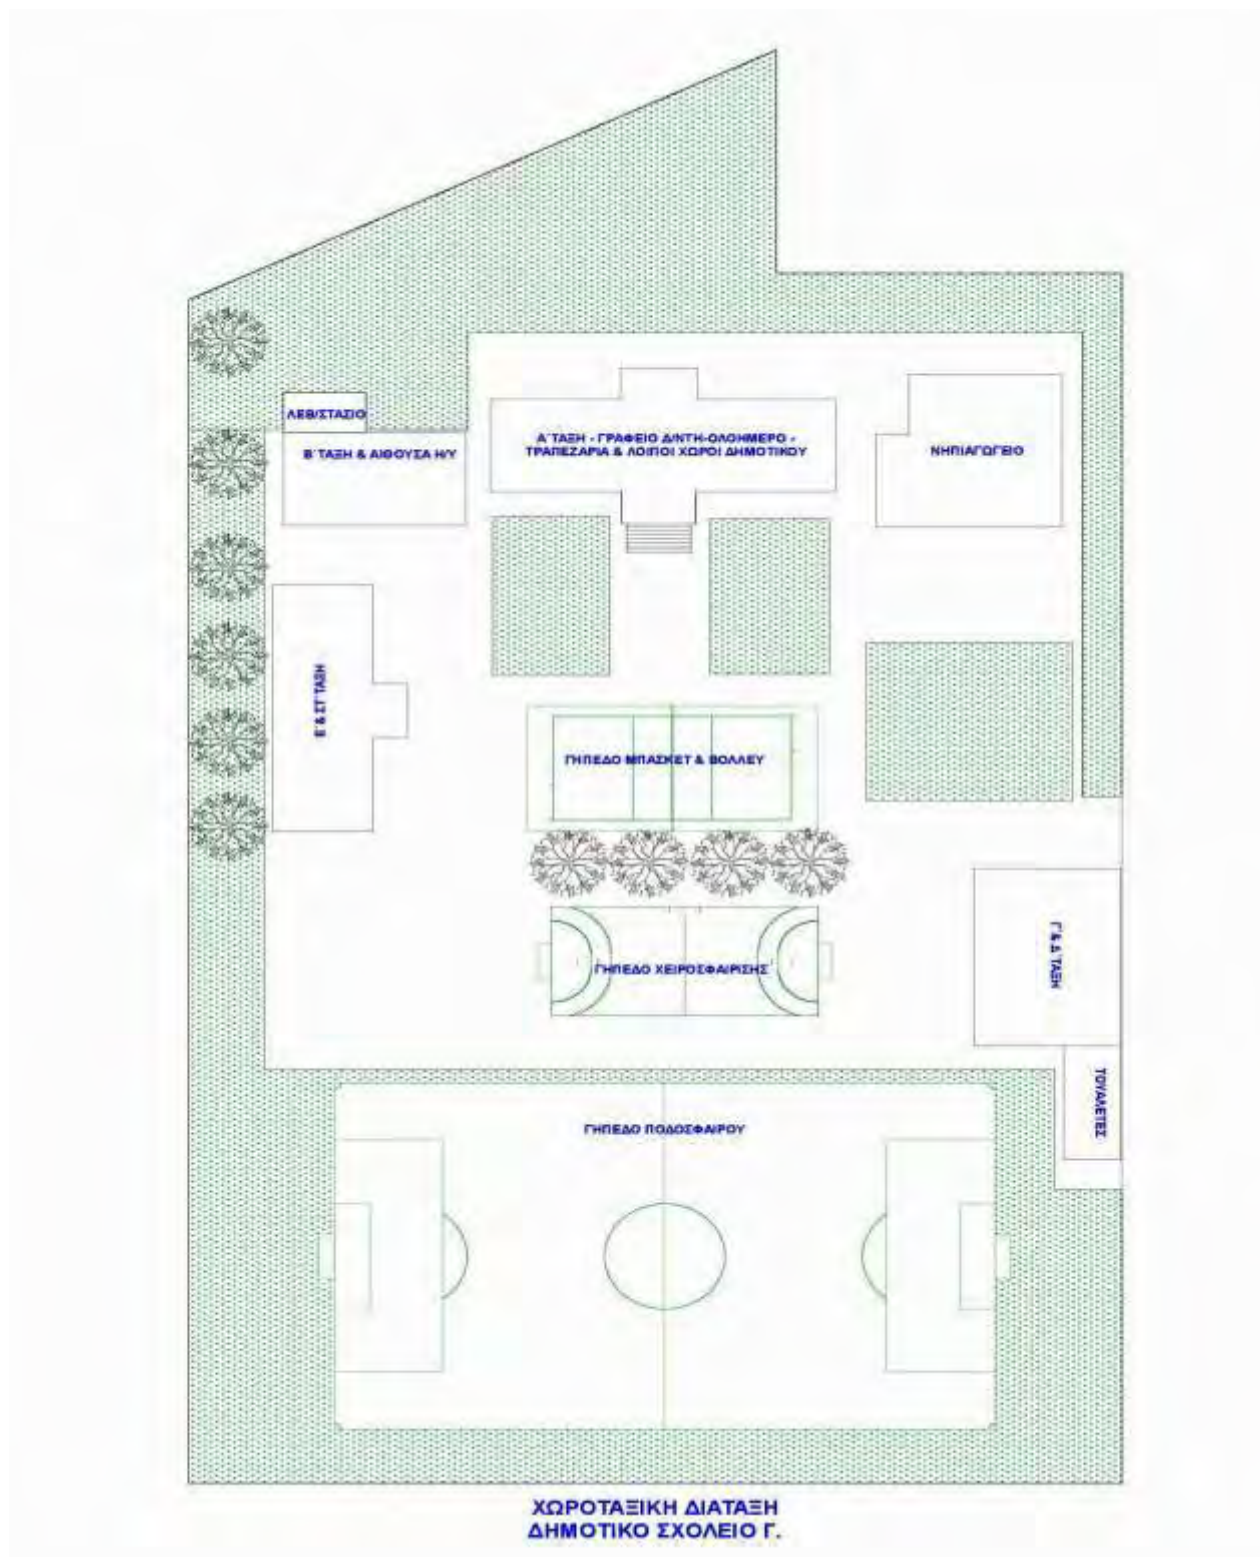 ΛΕΒ/ΣΤΑΣΙΟ
Β΄ΤΑΞΗ & ΑΙΘΟΥΣΑ Η/Υ
Α΄ΤΑΞΗ - ΓΡΑΦΕΙΟ Δ/ΝΤΗ-ΟΛΟΗΜΕΡΟ -
ΤΡΑΠΕΖΑΡΙΑ & ΛΟΙΠΟΙ ΧΩΡΟΙ ΔΗΜΟΤΙΚΟΥ
ΝΗΠΙΑΓΩΓΕΙΟ
Ε΄& ΣΤ΄ΤΑΞΗ
ΓΗΠΕΔΟ ΜΠΑΣΚΕΤ & ΒΟΛΛΕΥ
Γ΄& Δ΄ΤΑΞΗ
ΓΗΠΕΔΟ ΧΕΙΡΟΣΦΑΙΡΙΣΗΣ
ΤΟΥΑΛΕΤΕΣ
ΓΗΠΕΔΟ ΠΟΔΟΣΦΑΙΡΟΥ
ΧΩΡΟΤΑΞΙΚΗ ΔΙΑΤΑΞΗ
ΔΗΜΟΤΙΚΟ ΣΧΟΛΕΙΟ Γ.